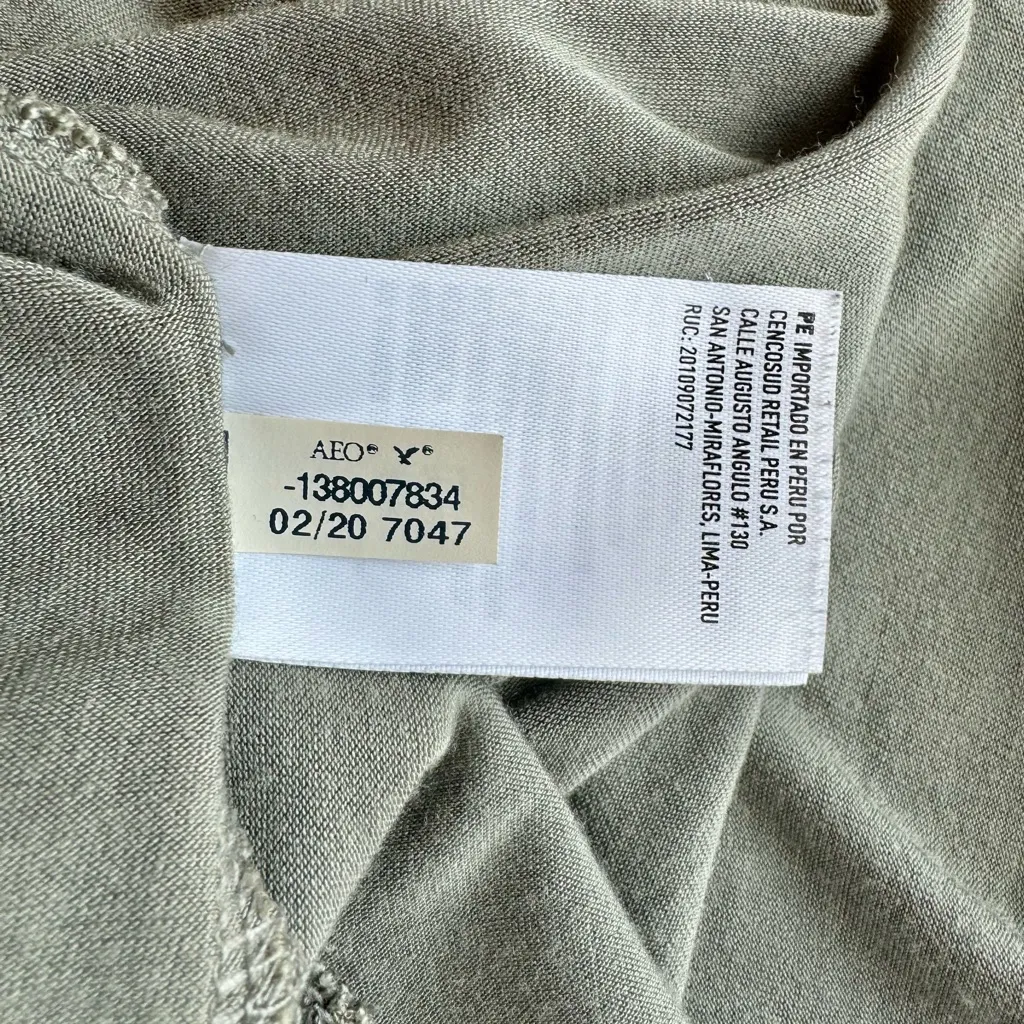 AEO®
®
-138007834
02/20 7047
PE IMPORTADO EN PERU POR
CENCOSUD RETAIL PERU S.A.
CALLE AUGUSTO ANGULO #130
SAN ANTONIO-MIRAFLORES, LIMA-PERU
RUC: 20109072177